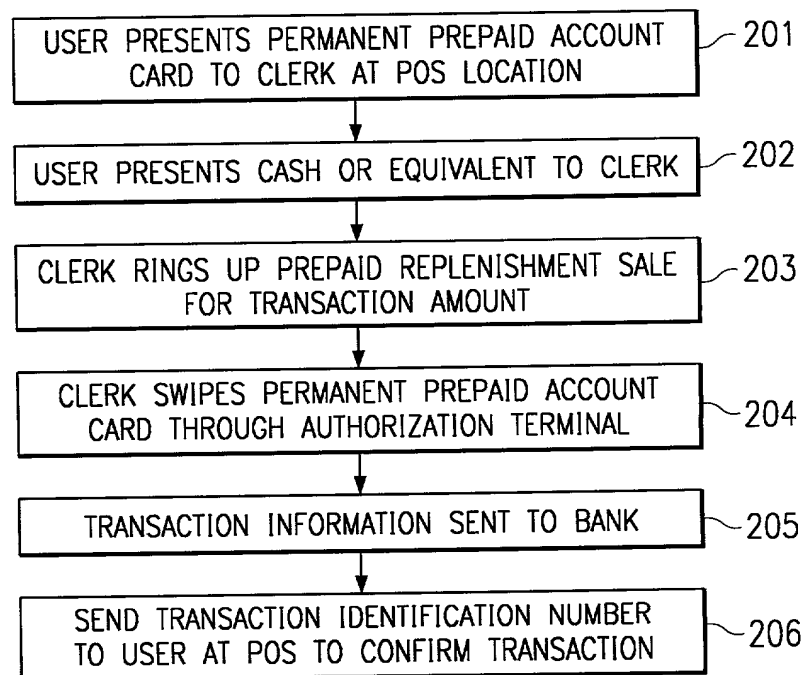 USER PRESENTS PERMANENT PREPAID ACCOUNT
CARD TO CLERK AT POS LOCATION
201
USER PRESENTS CASH OR EQUIVALENT TO CLERK
202
CLERK RINGS UP PREPAID REPLENISHMENT SALE
FOR TRANSACTION AMOUNT
203
CLERK SWIPES PERMANENT PREPAID ACCOUNT
CARD THROUGH AUTHORIZATION TERMINAL
204
TRANSACTION INFORMATION SENT TO BANK
205
SEND TRANSACTION IDENTIFICATION NUMBER
TO USER AT POS TO CONFIRM TRANSACTION
206